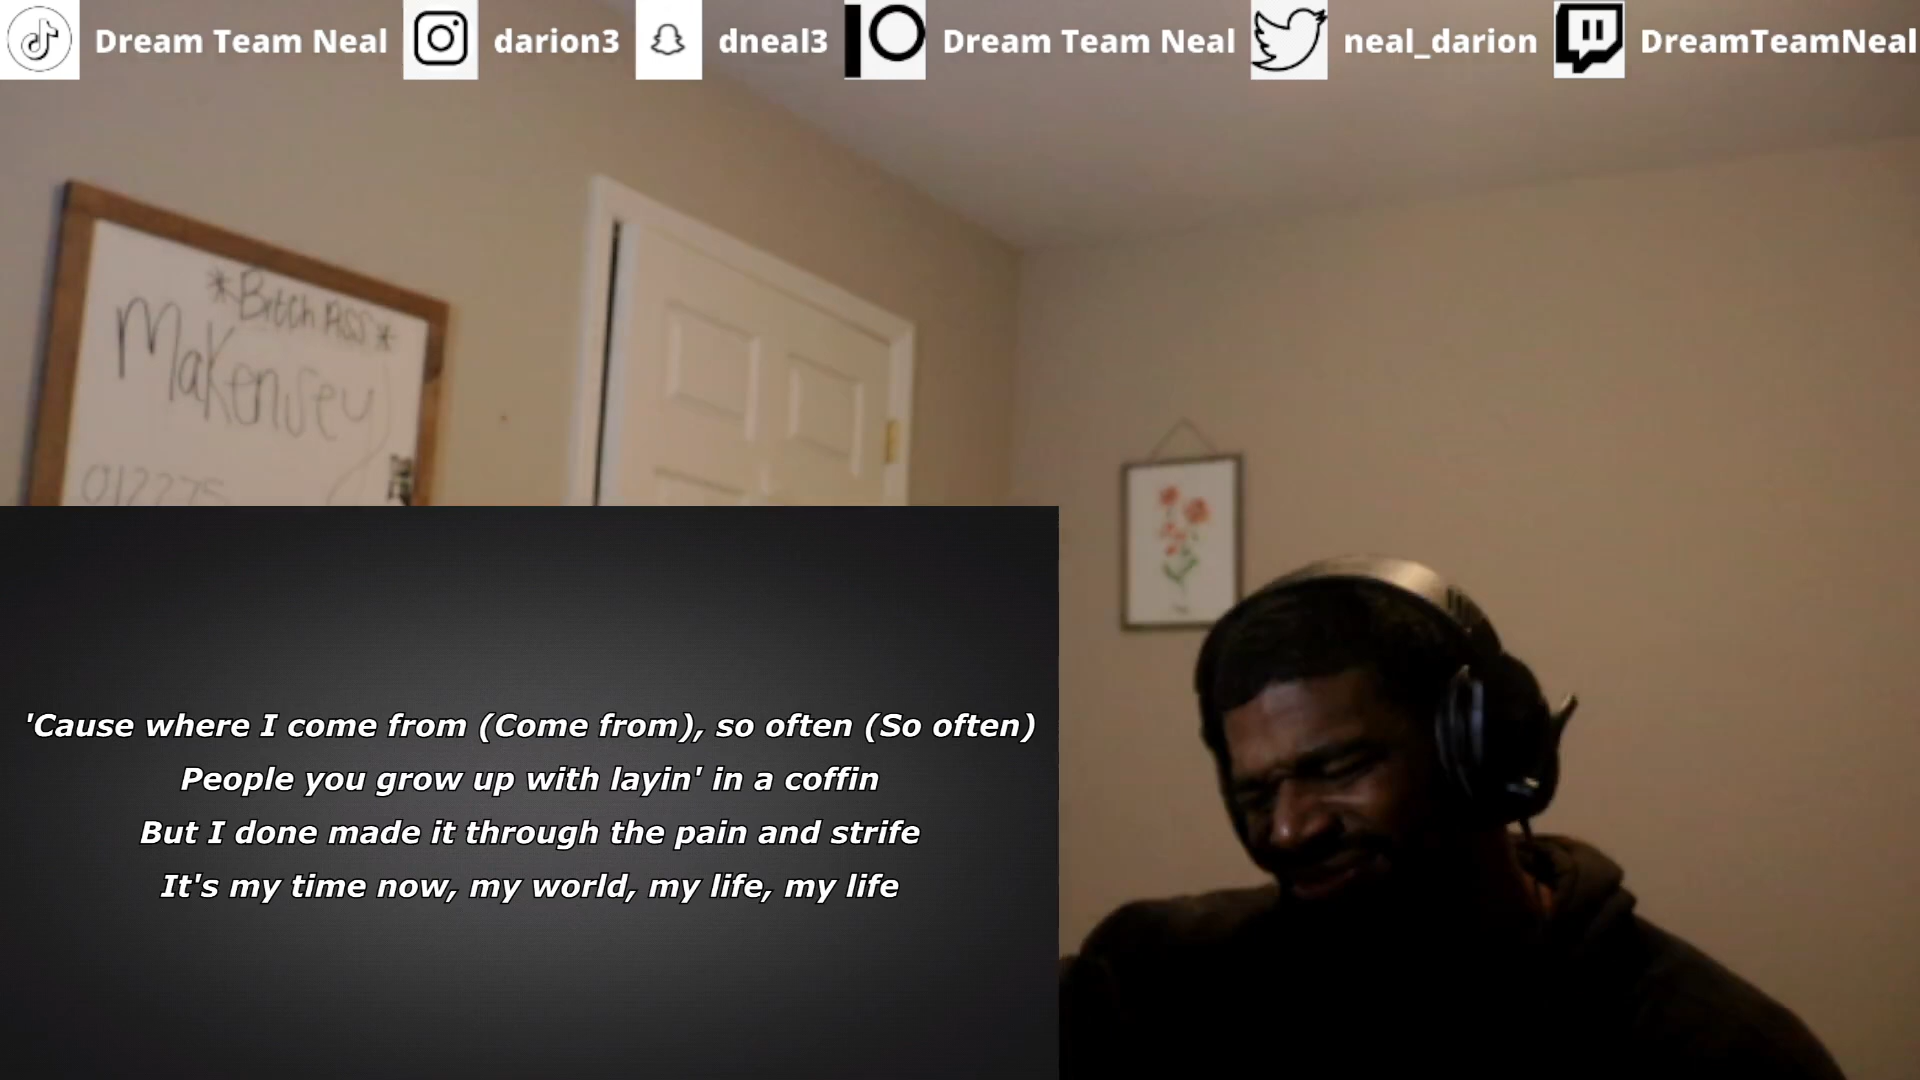 Dream Team Neal darion3 dneal3 Dream Team Neal neal_darion DreamTeamNeal
*Bitch Ass*
Makensey
'Cause where I come from (Come from), so often (So often)
People you grow up with layin' in a coffin
But I done made it through the pain and strife
It's my time now, my world, my life, my life